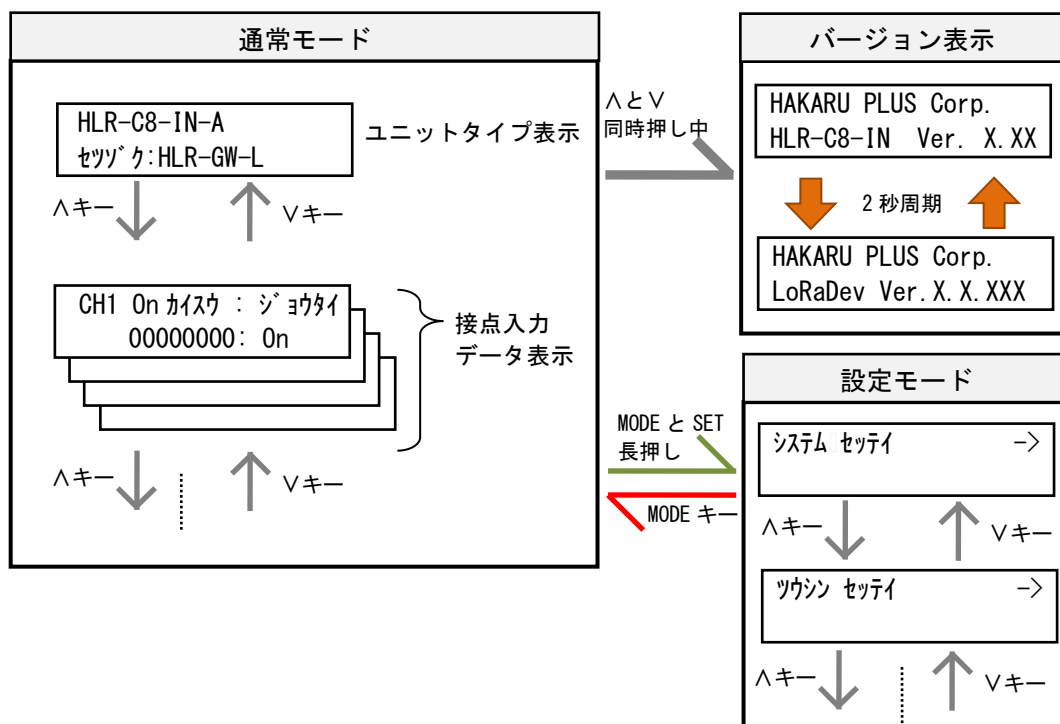 通常モード
HLR-C8-IN-A
ｾﾂｿﾞｸ:HLR-GW-L
ユニットタイプ表示
∧キー
∨キー
CH1 On ｶｲｽｳ : ｼﾞｮｳﾀｲ
00000000: On
接点入力
データ表示
∧キー
∨キー
∧と∨
同時押し中
バージョン表示
HAKARU PLUS Corp.
HLR-C8-IN Ver. X.XX
2秒周期
HAKARU PLUS Corp.
LoRaDev Ver.X.X.XXX
MODE と SET
長押し
MODE キー
設定モード
ｼｽﾃﾑ ｾｯﾃｲ ->
∧キー
∨キー
ﾂｳｼﾝ ｾｯﾃｲ ->
∧キー
∨キー